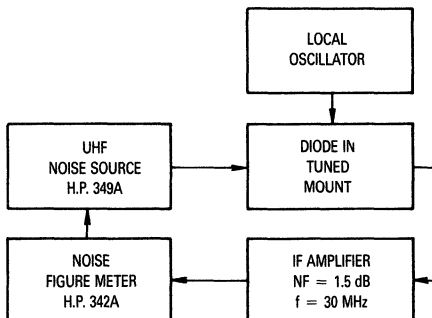 LOCAL
OSCILLATOR
UHF
NOISE SOURCE
H.P. 349A
DIODE IN
TUNED
MOUNT
NOISE
FIGURE METER
H.P. 342A
IF AMPLIFIER
NF = 1.5 dB
f = 30 MHz